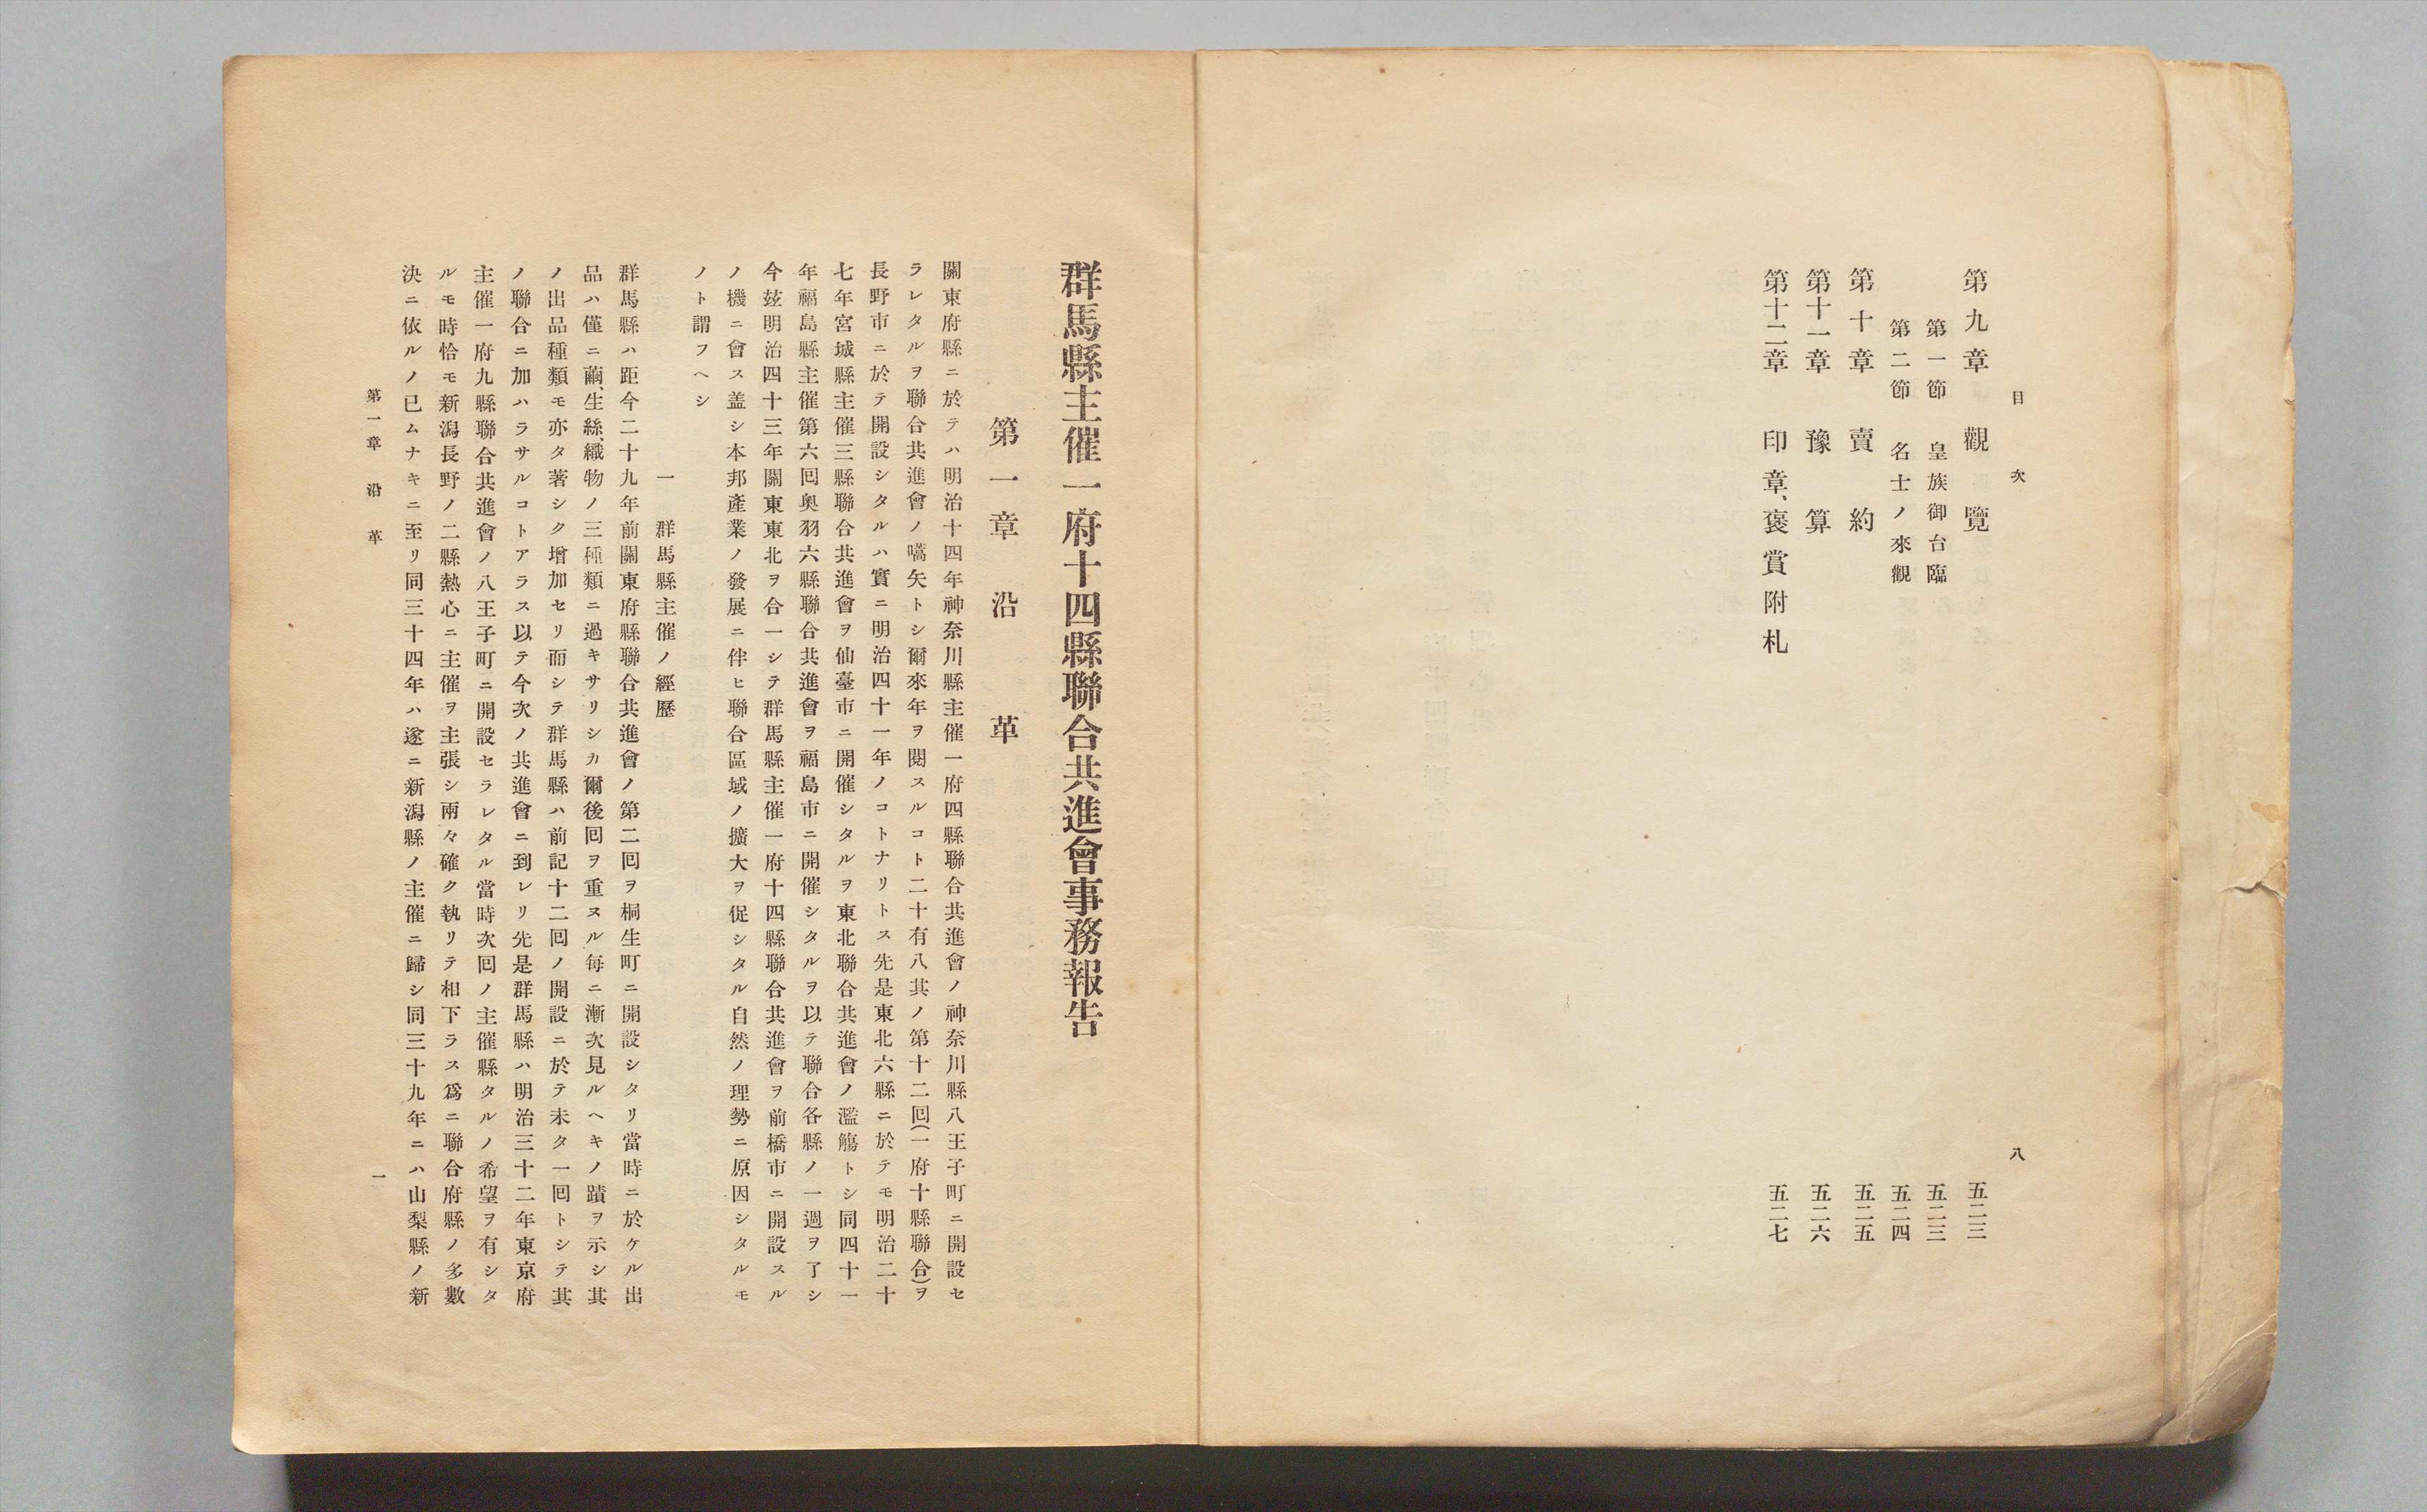 目次
八
第九章 觀覽 五二三
第一節 皇族御台臨 五二三
第二節 名士ノ來觀 五二四
第十章 賣約 五二五
第十一章 豫算 五二六
第十二章 印章、褒賞附札 五二七
群馬縣主催一府十四縣聯合共進會事務報告
第一章 沿革
關東府縣ニ於テハ明治十四年神奈川縣主催一府四縣聯合共進會ノ神奈川縣八王子町ニ開設セ
ラレタルヲ聯合共進會ノ嚆矢トシ爾來年ヲ閱スルコト二十有八其ノ第十二回(一府十縣聯合)ヲ
長野市ニ於テ開設シタルハ實ニ明治四十一年ノコトナリトス先是東北六縣ニ於テモ明治二十
七年宮城縣主催三縣聯合共進會ヲ仙臺市ニ開催シタルヲ東北聯合共進會ノ濫觴トシ同四十一
年福島縣主催第六回奧羽六縣聯合共進會ヲ福島市ニ開催シタルヲ以テ聯合各縣ノ一週ヲ了シ
今玆明治四十三年關東東北ヲ合一シテ群馬縣主催一府十四縣聯合共進會ヲ前橋市ニ開設スル
ノ機ニ會ス盖シ本邦產業ノ發展ニ伴ヒ聯合區域ノ擴大ヲ促シタル自然ノ理勢ニ原因シタルモ
ノト謂フヘシ
一 群馬縣主催ノ經歷
群馬縣ハ距今二十九年前關東府縣聯合共進會ノ第二回ヲ桐生町ニ開設シタリ當時ニ於ケル出
品ハ僅ニ繭、生絲、織物ノ三種類ニ過キサリシカ爾後回ヲ重ヌル每ニ漸次見ルヘキノ蹟ヲ示シ其
ノ出品種類モ亦タ著シク增加セリ而シテ群馬縣ハ前記十二回ノ開設ニ於テ未タ一回トシテ其
ノ聯合ニ加ハラサルコトアラス以テ今次ノ共進會ニ到レリ先是群馬縣ハ明治三十二年東京府
主催一府九縣聯合共進會ノ八王子町ニ開設セラレタル當時次回ノ主催縣タルノ希望ヲ有シタ
ルモ時恰モ新潟長野ノ二縣熱心ニ主催ヲ主張シ兩々確ク執リテ相下ラス爲ニ聯合府縣ノ多數
決ニ依ルノ已ムナキニ至リ同三十四年ハ遂ニ新潟縣ノ主催ニ歸シ同三十九年ニハ山梨縣ノ新
第一章 沿革
一